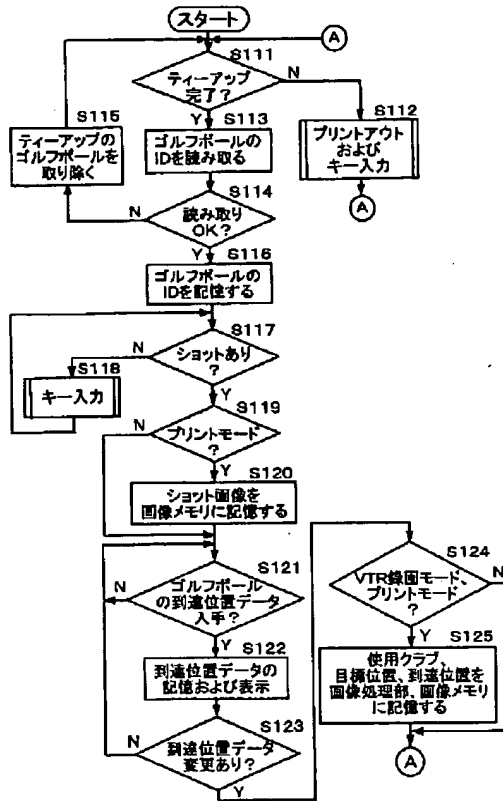 スタート
A
S111
ティーアップ
完了?
N
Y
S112
プリントアウト
および
キー入力
A
S113
ゴルフボールの
IDを読み取る
S115
ティーアップの
ゴルフボールを
取り除く
S114
読み取り
OK?
N
Y
S116
ゴルフボールの
IDを記憶する
S117
ショットあり
?
N
Y
S118
キー入力
S119
プリントモード
?
N
Y
S120
ショット画像を
画像メモリに記憶する
S121
ゴルフボール
の到達位置データ
入手?
N
Y
S122
到達位置データの
記憶および表示
S123
到達位置データ
変更あり?
N
Y
S124
VTR録画モード、
プリントモード
?
N
Y
S125
使用クラブ、
目標位置、到達位置を
画像処理部、画像メモリ
に記憶する
A